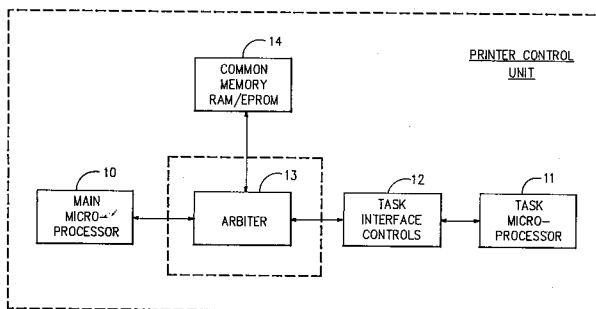 14
COMMON
MEMORY
RAM/EPROM
PRINTER CONTROL
UNIT
10
MAIN
MICRO-
PROCESSOR
13
ARBITER
12
TASK
INTERFACE
CONTROLS
11
TASK
MICRO-
PROCESSOR